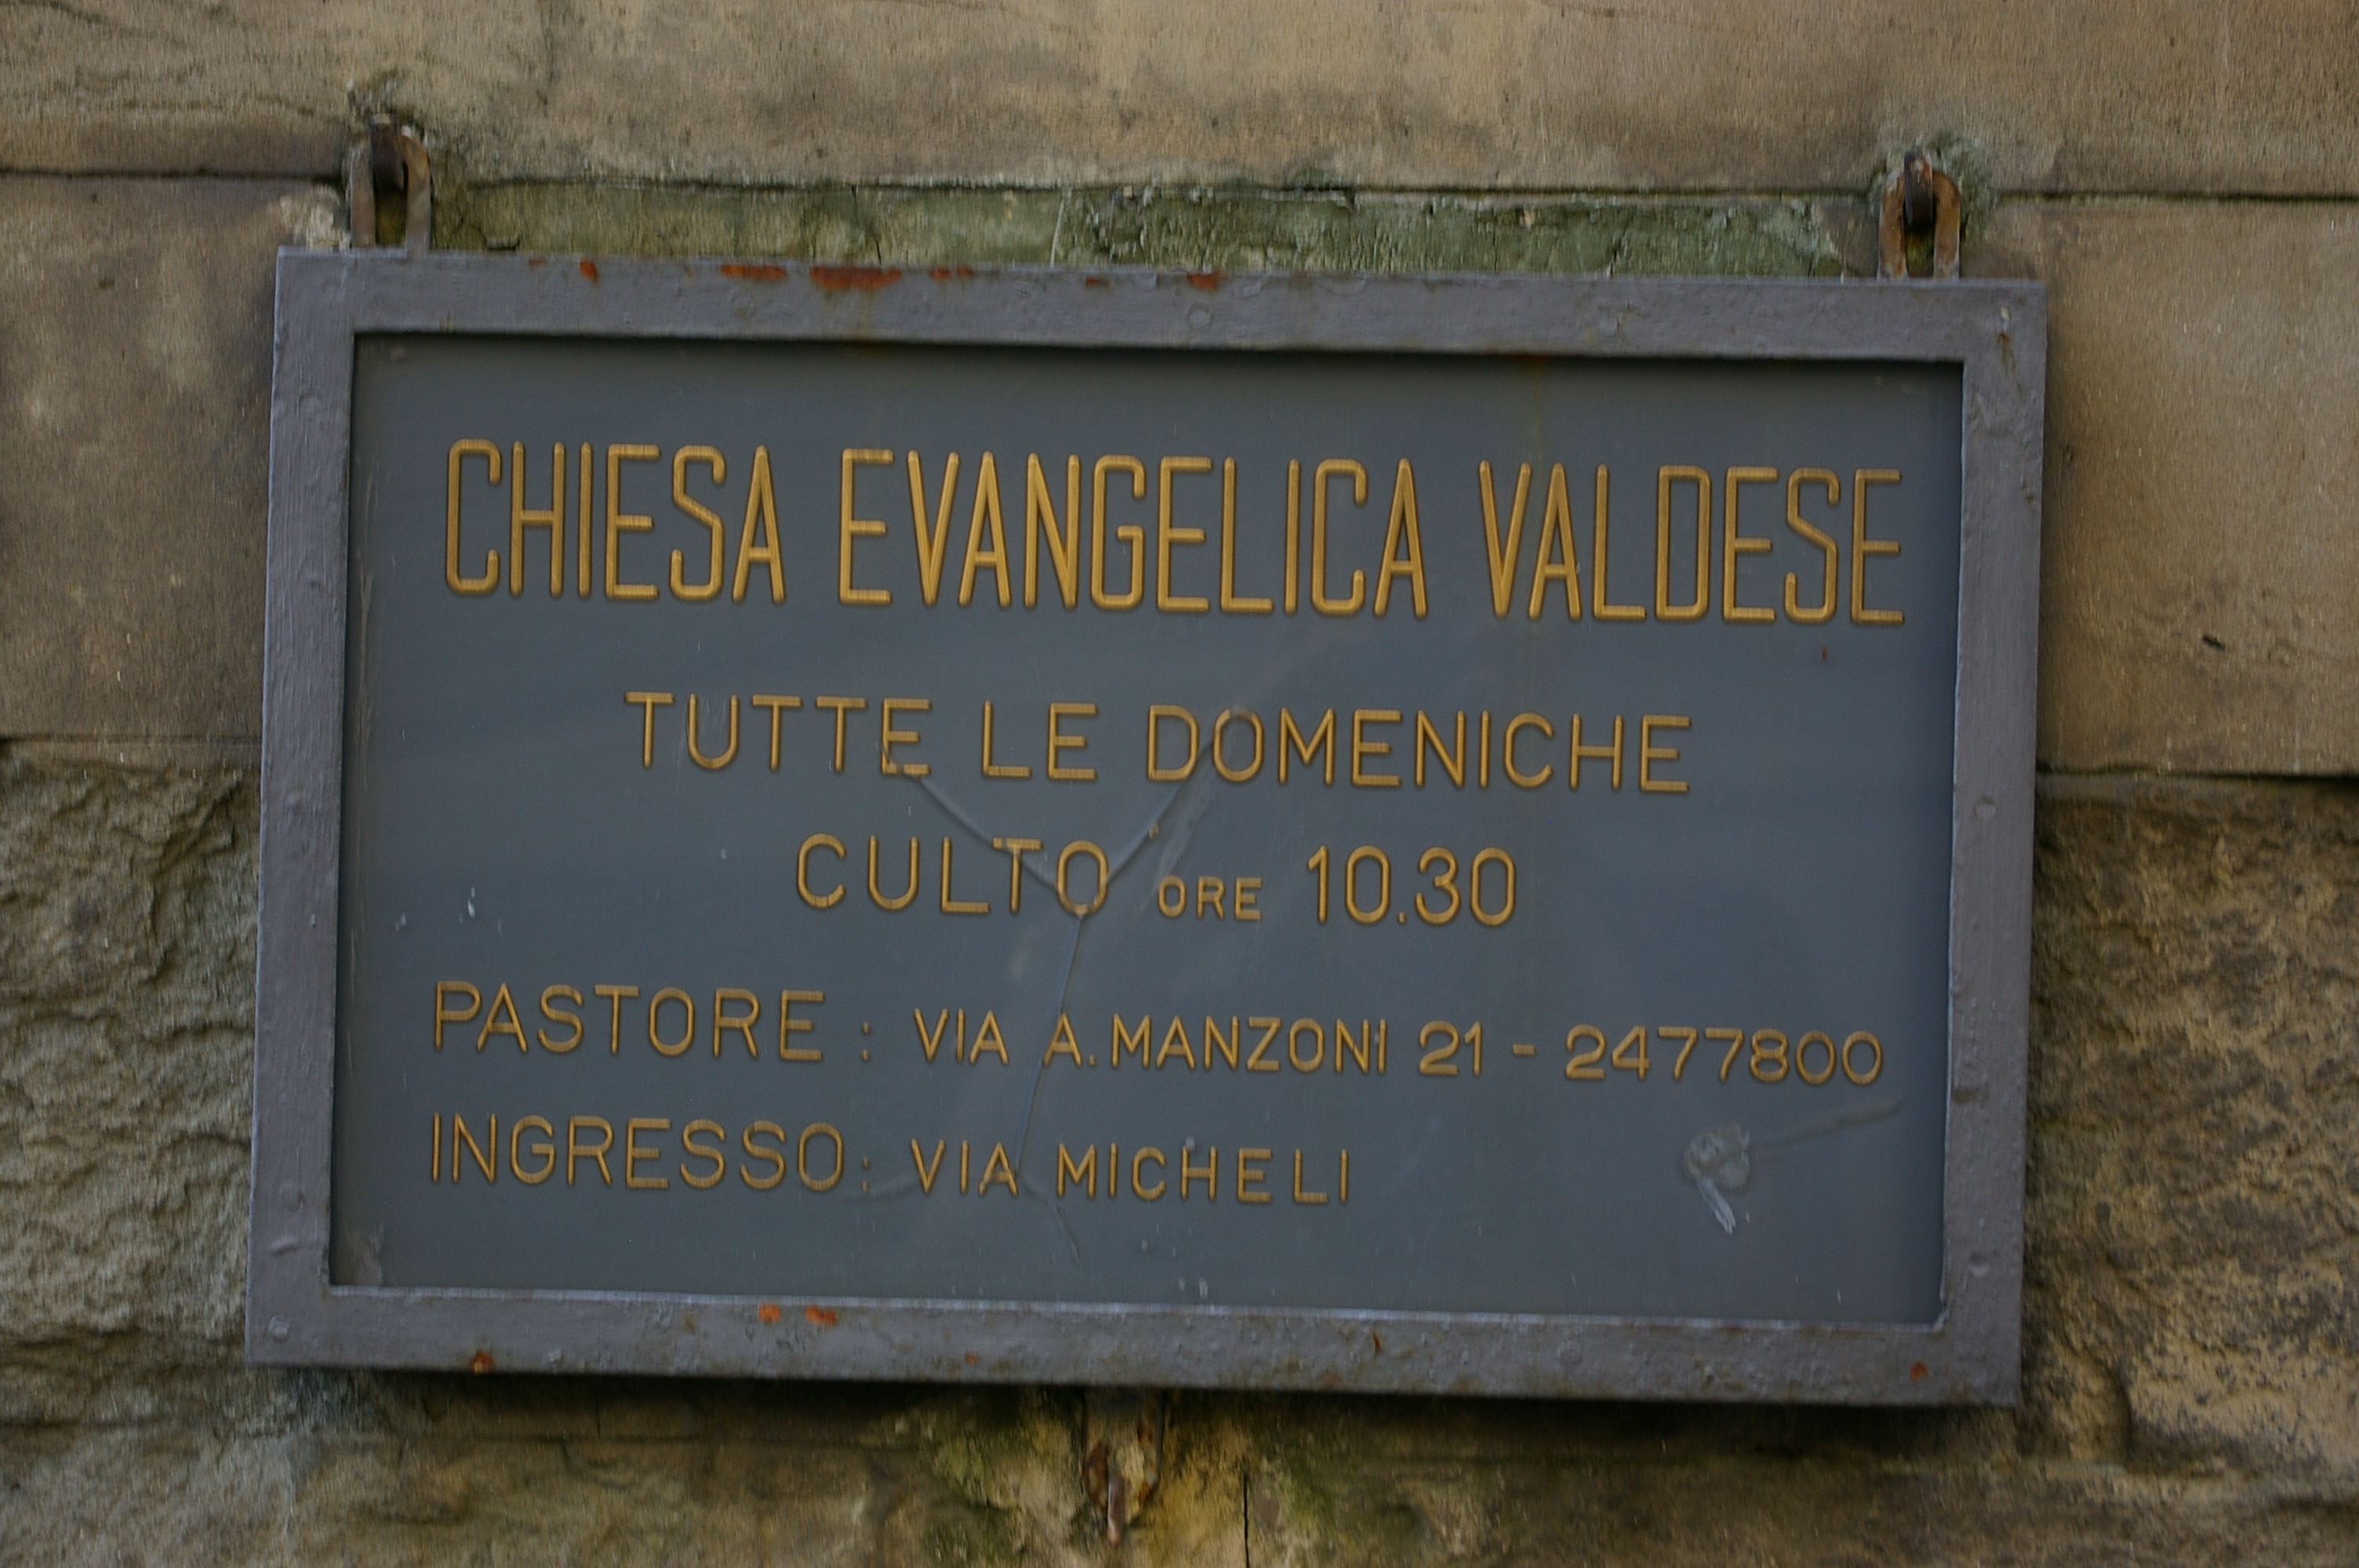 CHIESA EVANGELICA VALDESE
TUTTE LE DOMENICHE
CULTO ORE 10.30
PASTORE : VIA A. MANZONI 21 - 2477800
INGRESSO: VIA MICHELI